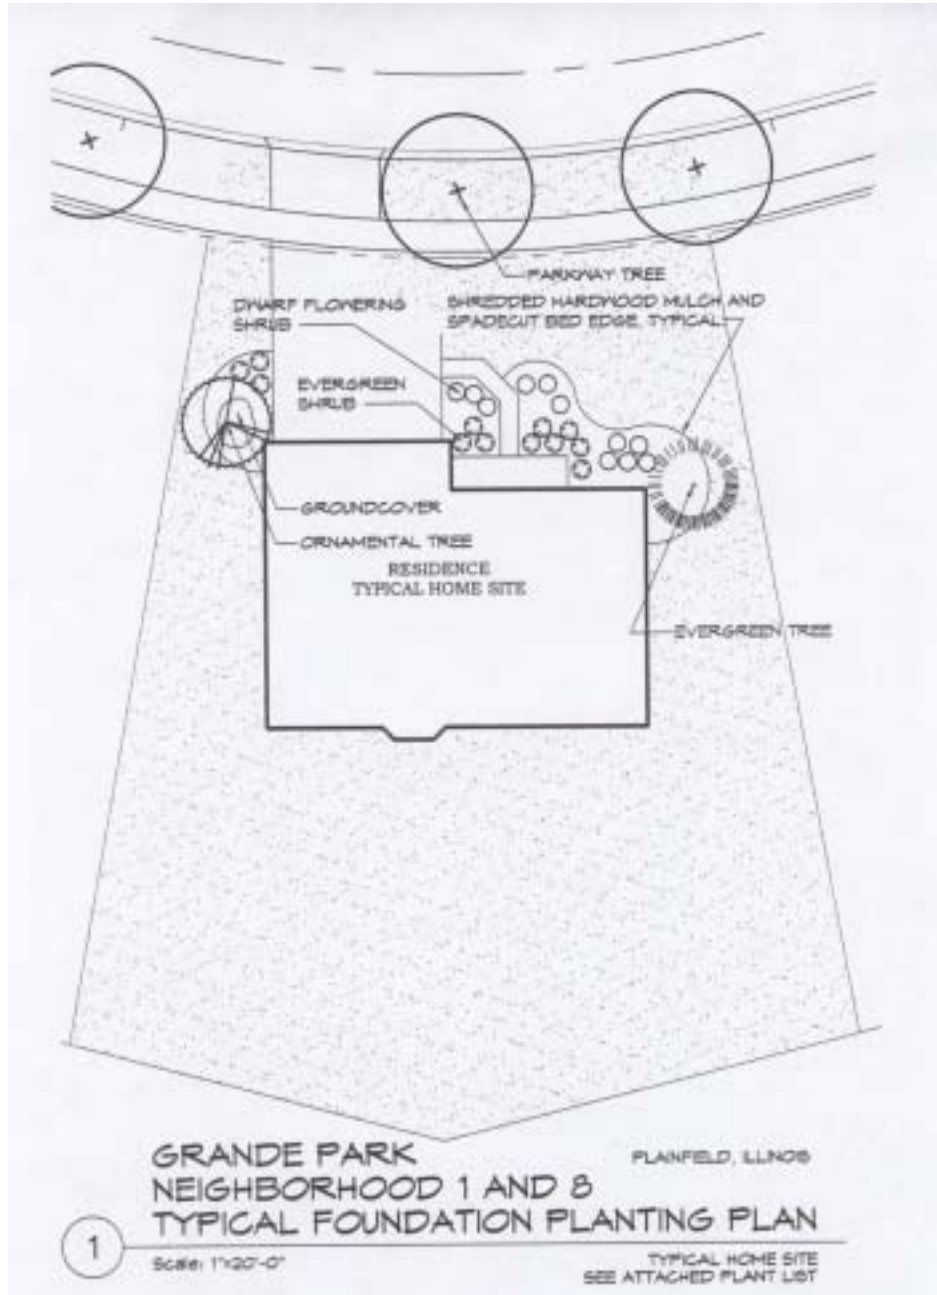 PARKWAY TREE
DWARF FLOWERING
SHRUB
SHREDDED HARDWOOD MULCH AND
SPADECUT BED EDGE, TYPICAL
EVERGREEN
SHRUB
GROUNDCOVER
ORNAMENTAL TREE
RESIDENCE
TYPICAL HOME SITE
EVERGREEN TREE
GRANDE PARK
PLAINFIELD, ILLINOIS
NEIGHBORHOOD 1 AND 8
TYPICAL FOUNDATION PLANTING PLAN
1
Scale: 1"=20'-0"
TYPICAL HOME SITE
SEE ATTACHED PLANT LIST